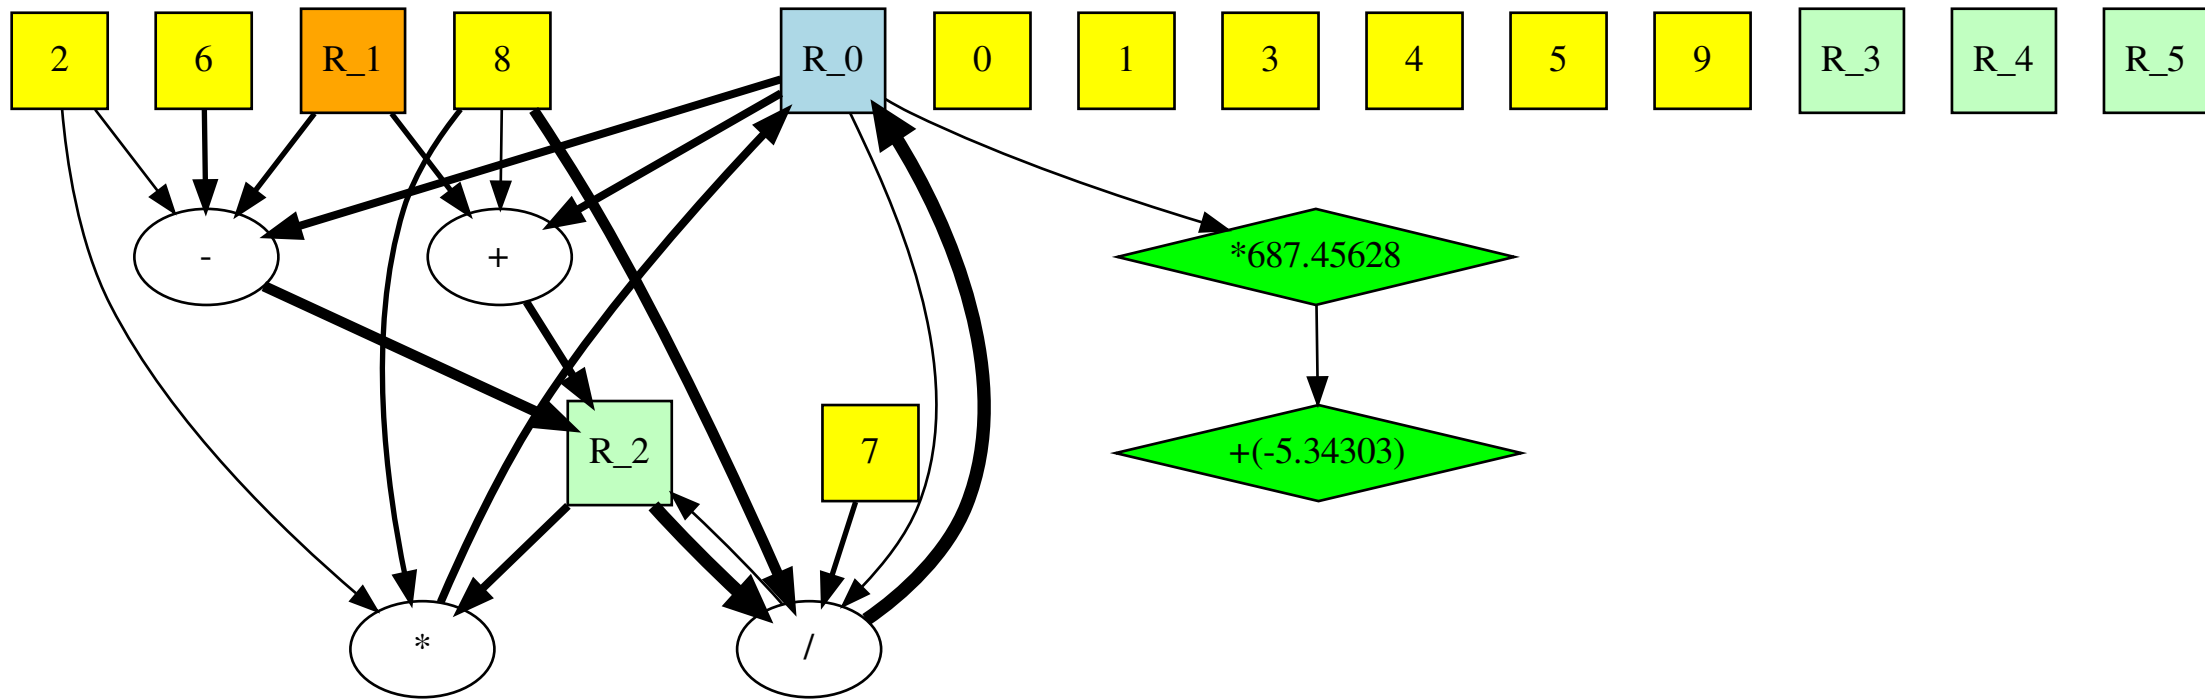 2 6 R_1 8 R_0 0 1 3 4 5 9 R_3 R_4 R_5
- + *687.45628
R_2 7 +(-5.34303)
* /